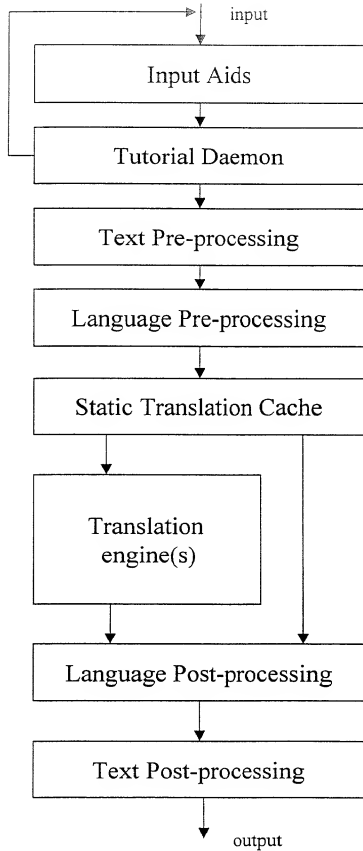 input
Input Aids
Tutorial Daemon
Text Pre-processing
Language Pre-processing
Static Translation Cache
Translation
engine(s)
Language Post-processing
Text Post-processing
output